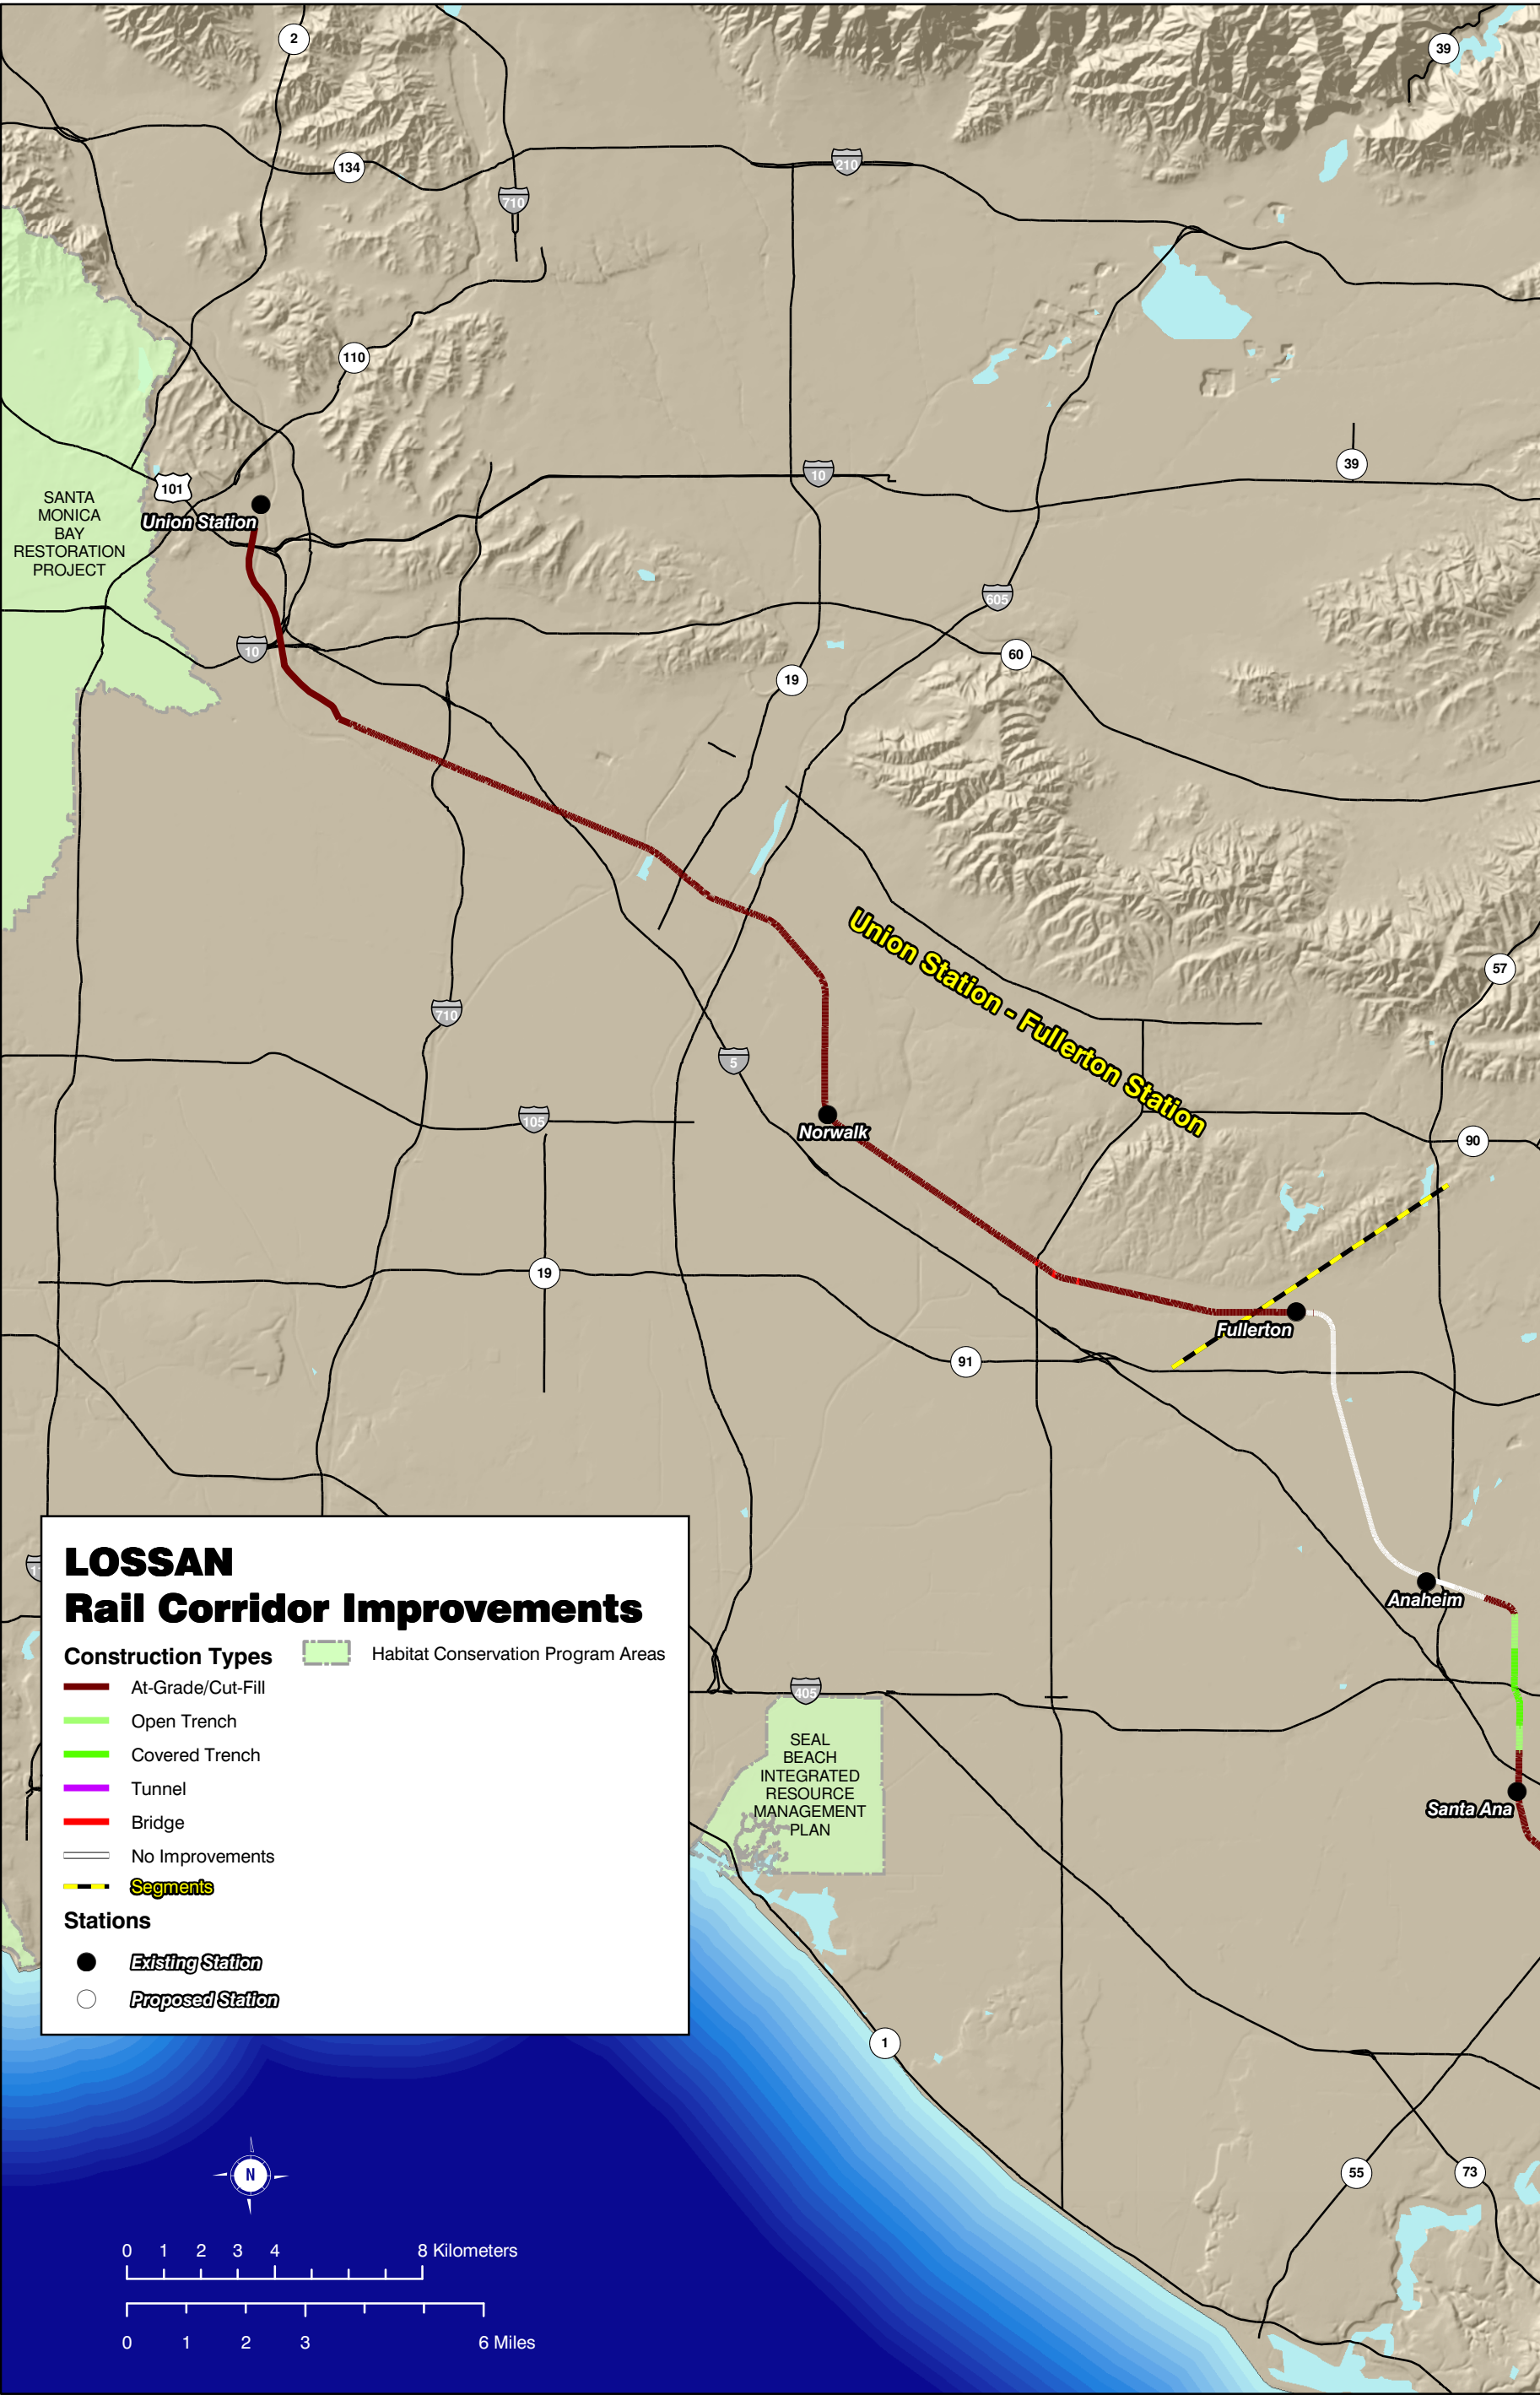 2
39
134
210
710
110
39
10
101
Union Station
SANTA
MONICA
BAY
RESTORATION
PROJECT
605
10
60
19
Union Station - Fullerton Station
57
710
5
105
Norwalk
90
19
Fullerton
91
Anaheim
LOSSAN
Rail Corridor Improvements
Construction Types
Habitat Conservation Program Areas
At-Grade/Cut-Fill
Open Trench
Covered Trench
Tunnel
Bridge
No Improvements
Segments
Stations
Existing Station
Proposed Station
405
SEAL
BEACH
INTEGRATED
RESOURCE
MANAGEMENT
PLAN
Santa Ana
1
55
73
N
0 1 2 3 4 8 Kilometers
0 1 2 3 6 Miles